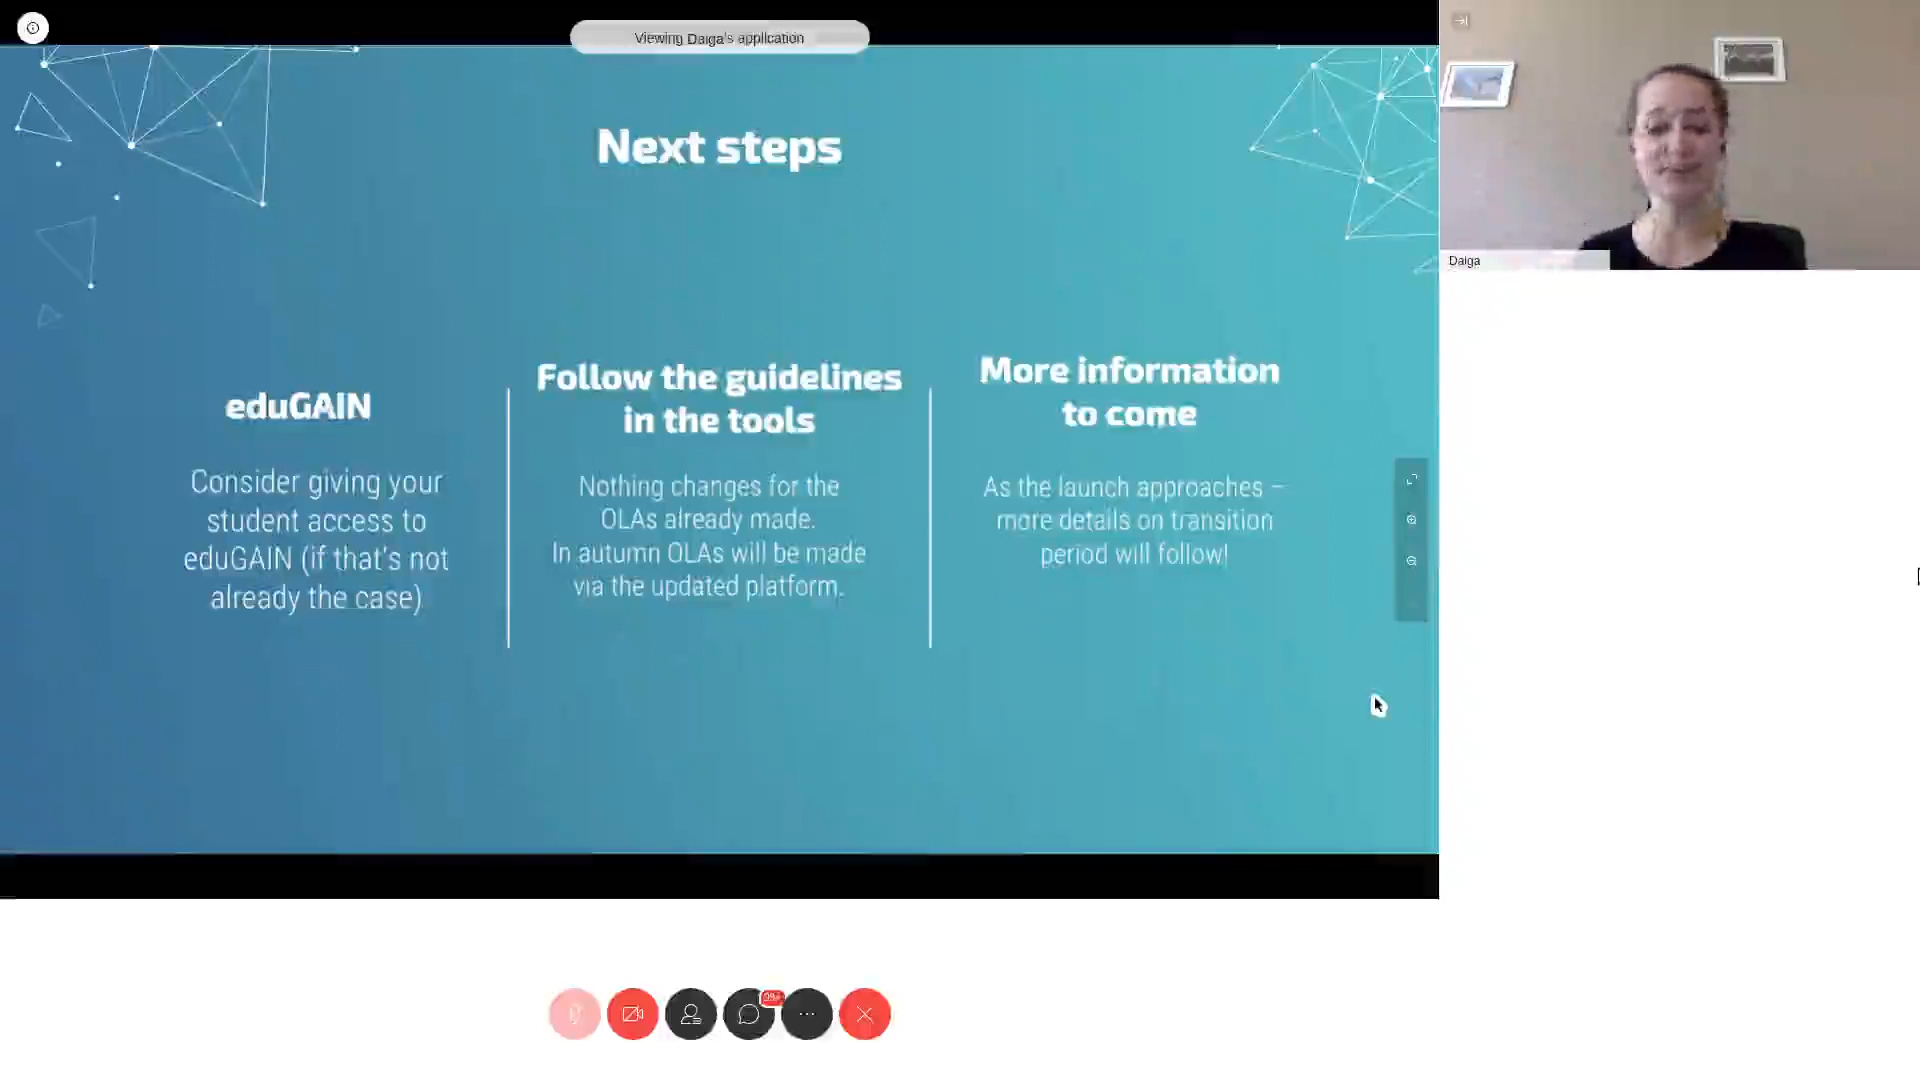 Viewing Daiga's application
Next steps
eduGAIN
Consider giving your
student access to
eduGAIN (if that's not
already the case)
Follow the guidelines
in the tools
Nothing changes for the
OLAs already made.
In autumn OLAs will be made
via the updated platform.
More information
to come
As the launch approaches –
more details on transition
period will follow!
Daiga
99+